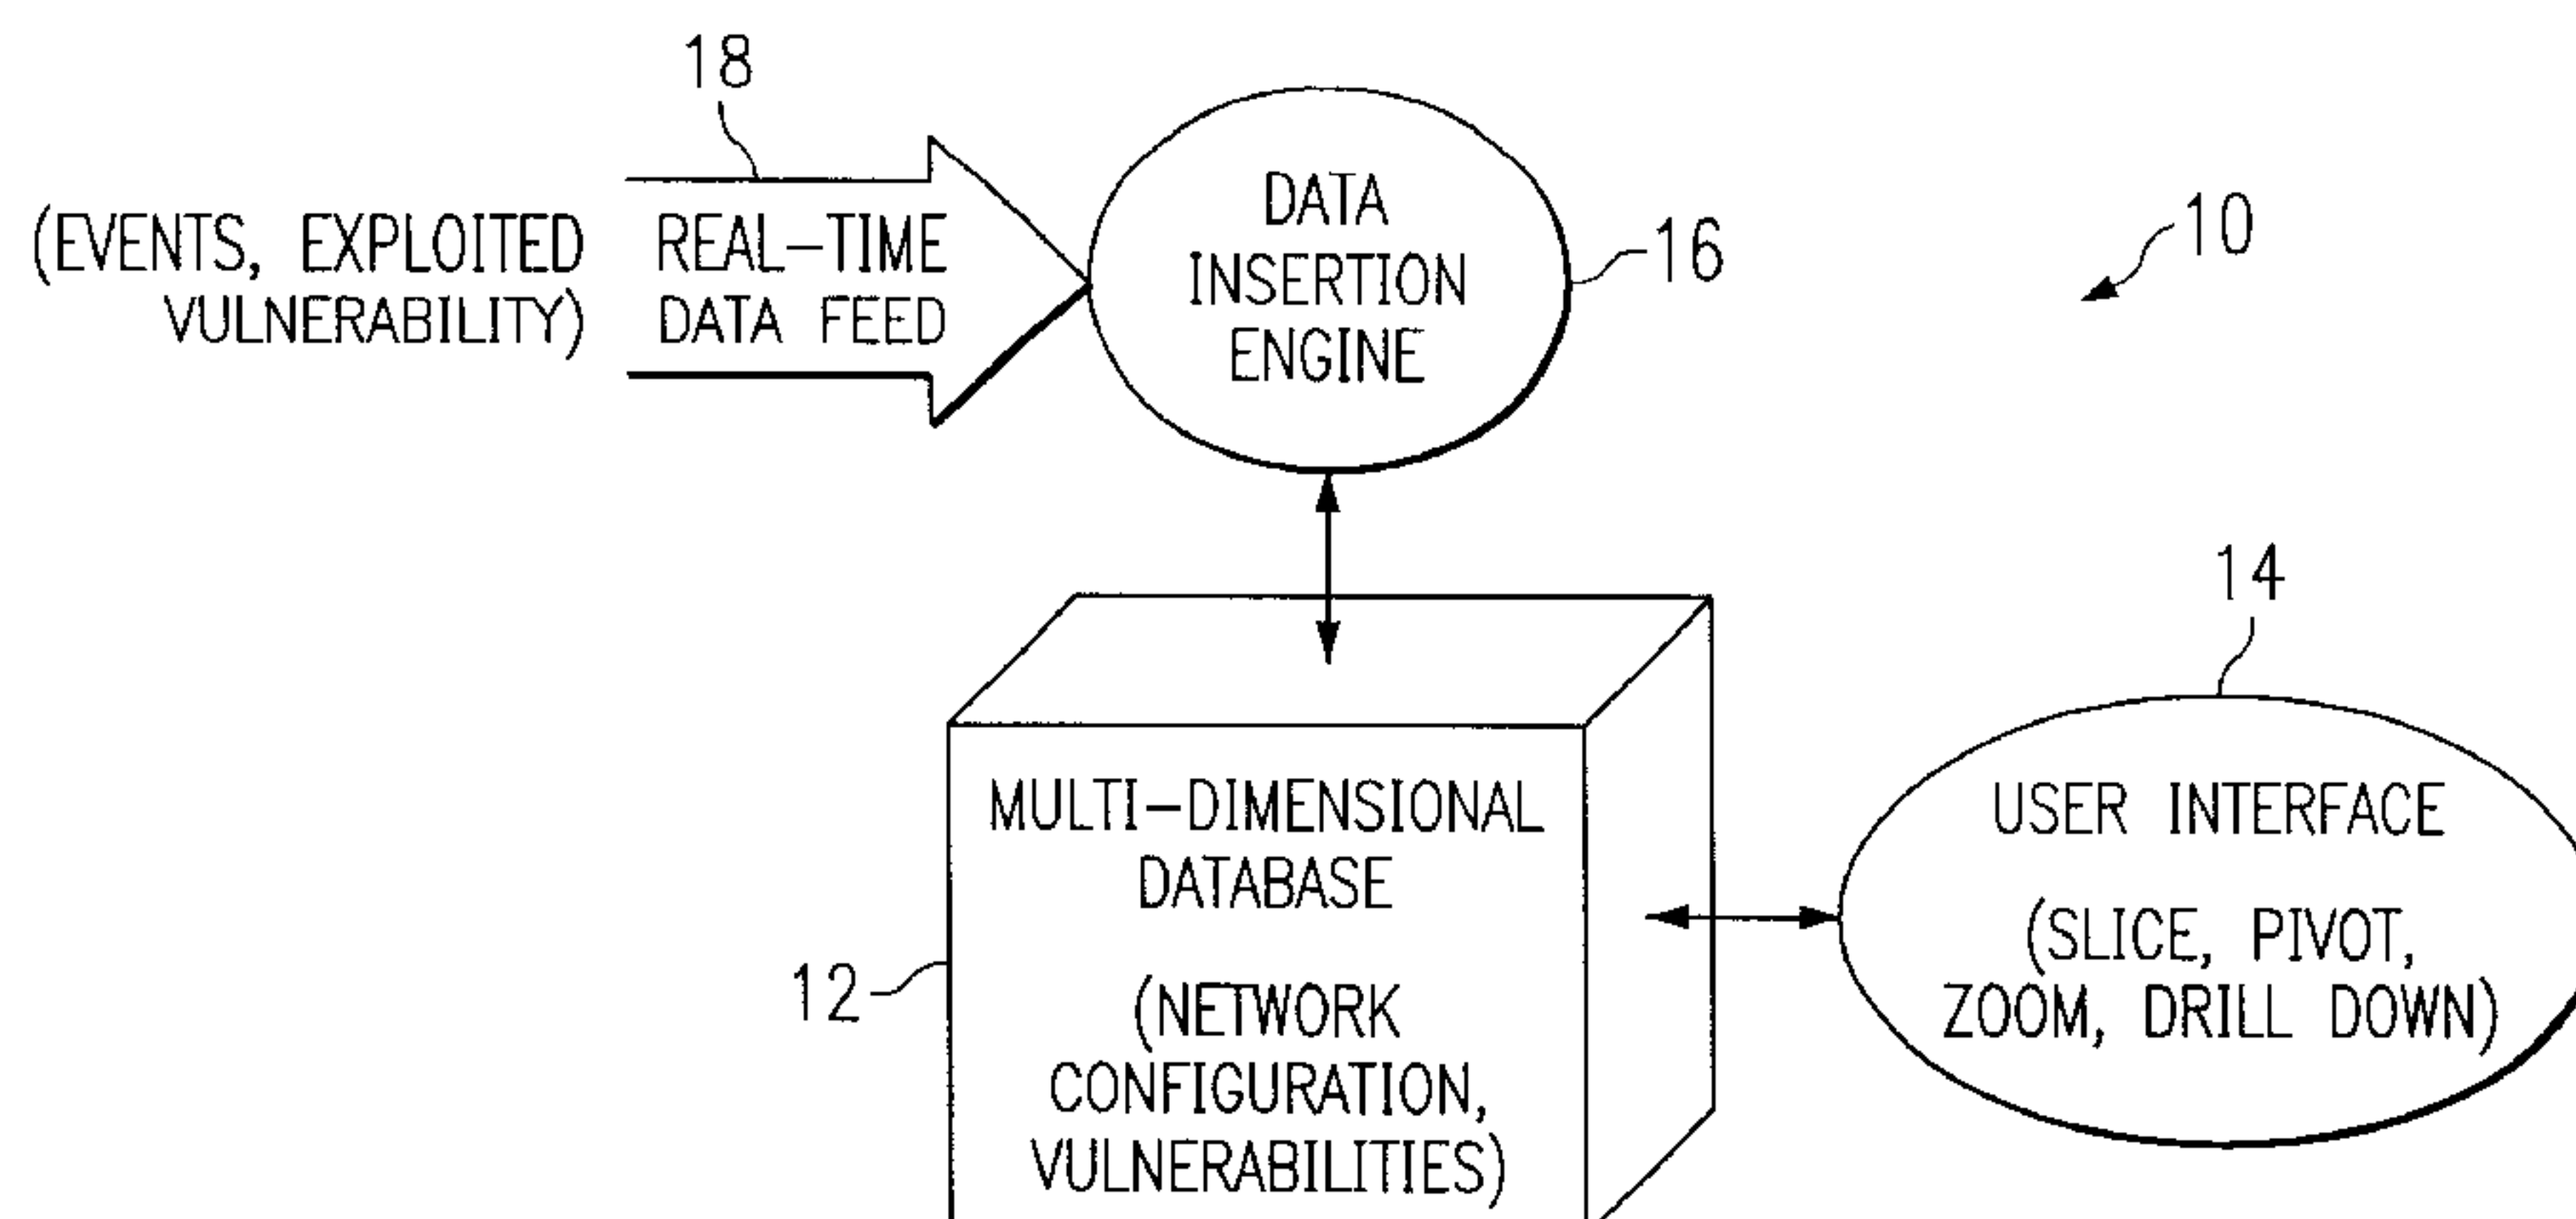 18
(EVENTS, EXPLOITED
VULNERABILITY)
REAL-TIME
DATA FEED
DATA
INSERTION
ENGINE
16
10
14
MULTI-DIMENSIONAL
DATABASE
(NETWORK
CONFIGURATION,
VULNERABILITIES)
12
USER INTERFACE
(SLICE, PIVOT,
ZOOM, DRILL DOWN)